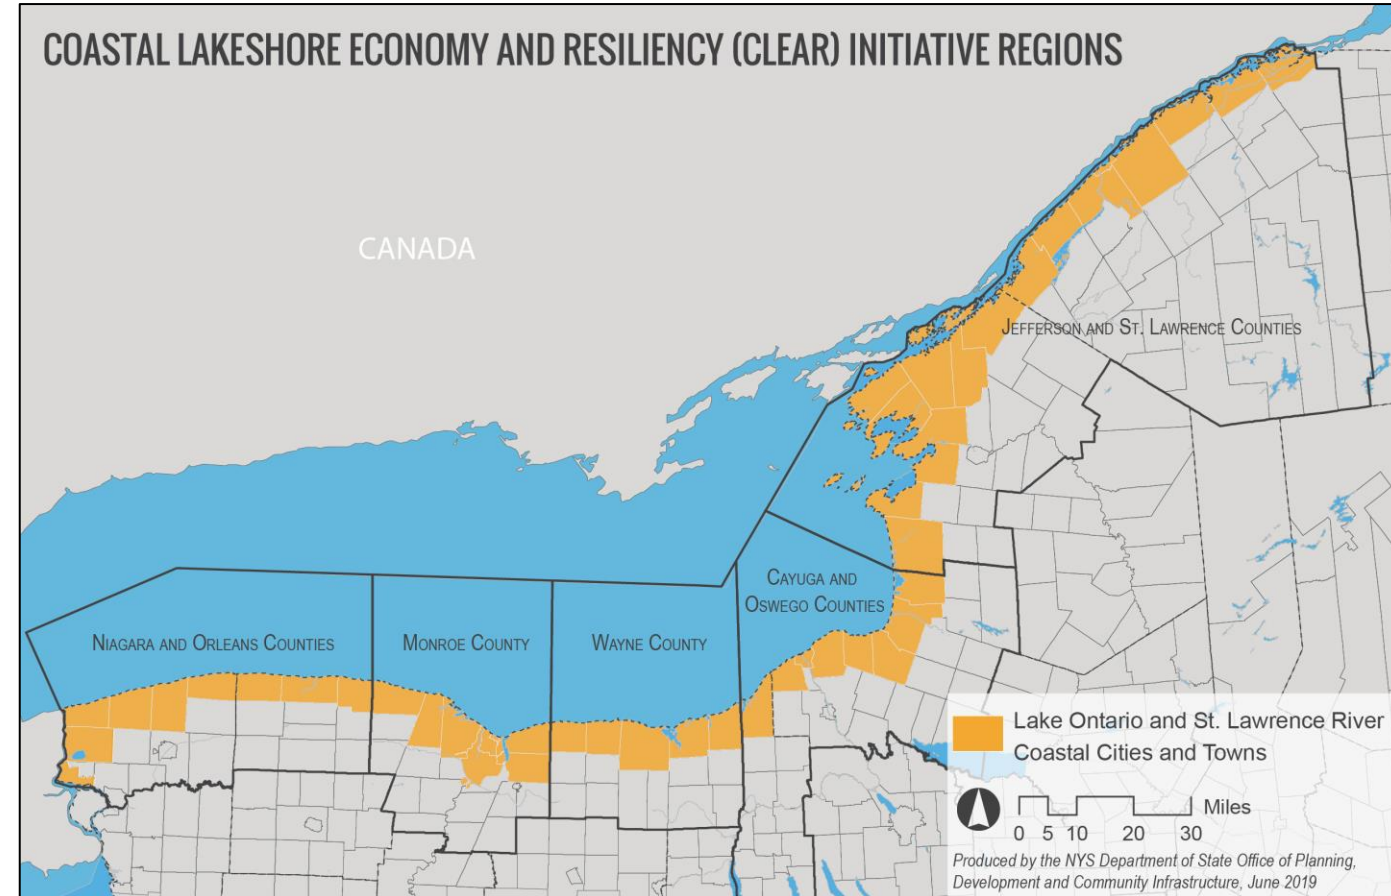 COASTAL LAKESHORE ECONOMY AND RESILIENCY (CLEAR) INITIATIVE REGIONS
CANADA
JEFFERSON AND ST. LAWRENCE COUNTIES
CAYUGA AND
OSWEGO COUNTIES
NIAGARA AND ORLEANS COUNTIES
MONROE COUNTY
WAYNE COUNTY
Lake Ontario and St. Lawrence River
Coastal Cities and Towns
Miles
0 5 10 20 30
Produced by the NYS Department of State Office of Planning,
Development and Community Infrastructure, June 2019